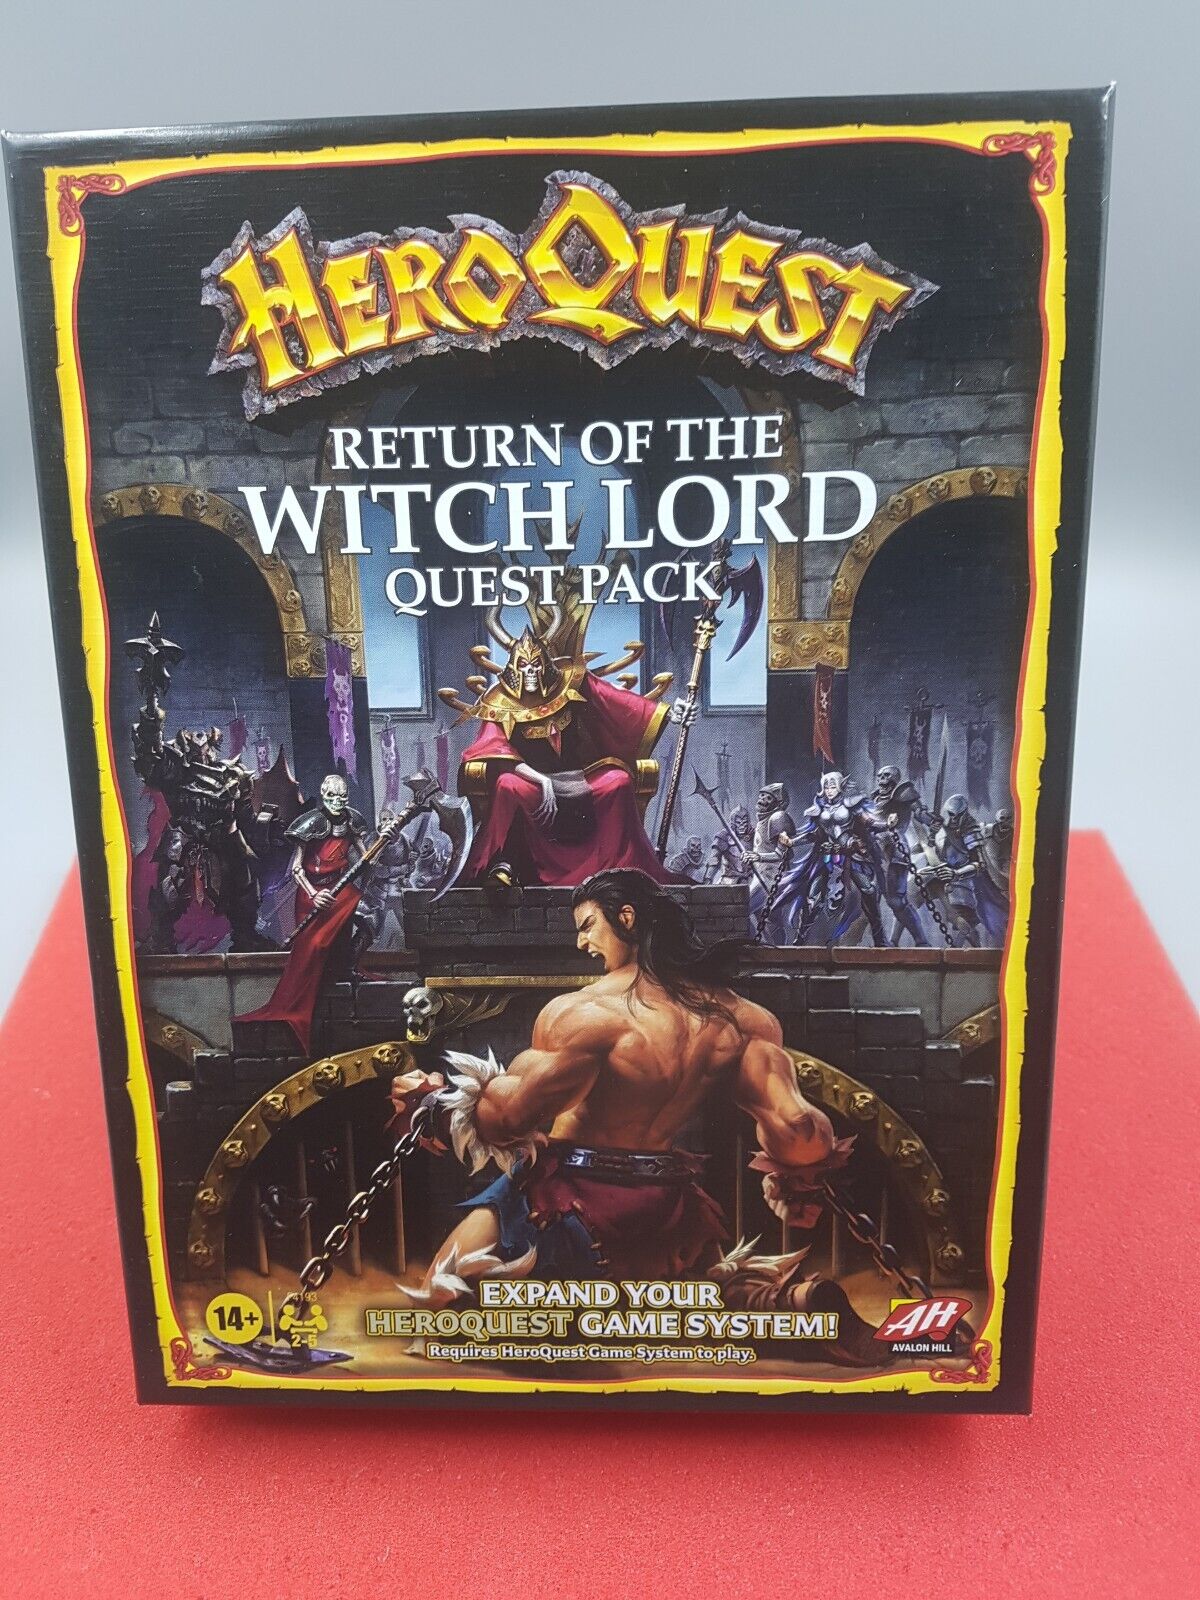 HEROQUEST
RETURN OF THE
WITCH LORD
QUEST PACK
EXPAND YOUR
HEROQUEST GAME SYSTEM!
Requires HeroQuest Game System to play.
14+
2-5
AH
AVALON HILL